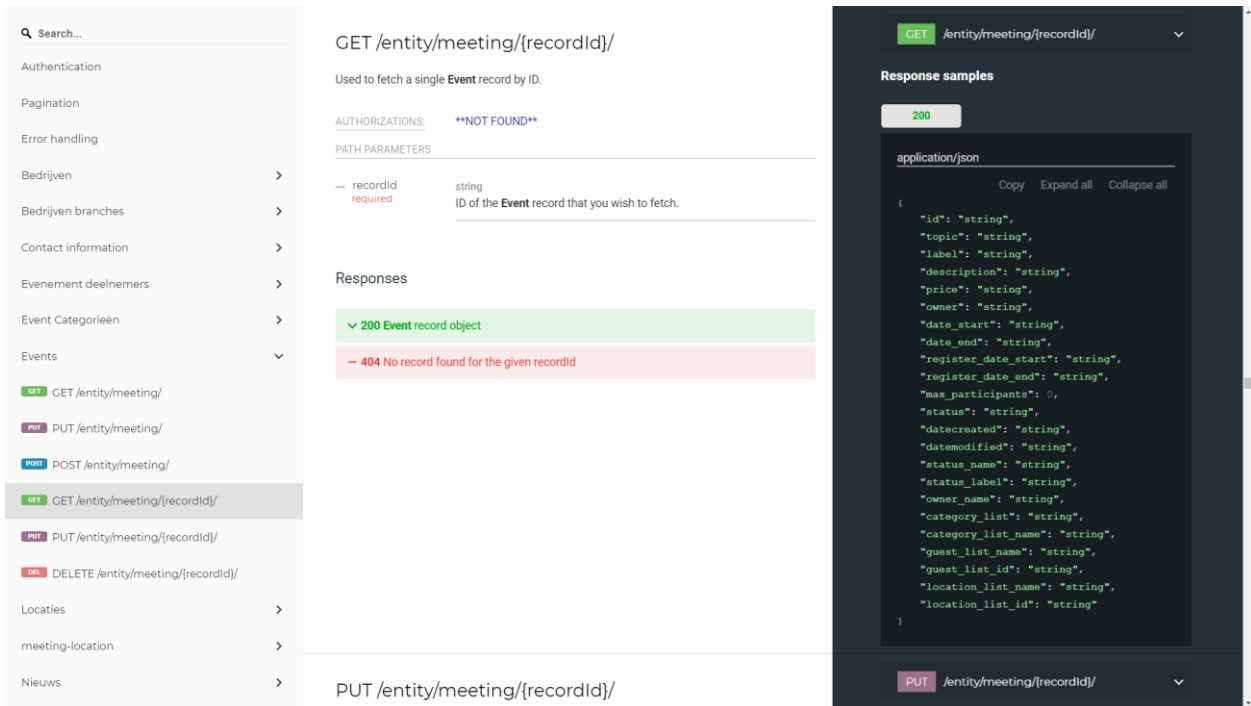 Search...
Authentication
Pagination
Error handling
Bedrijven
Bedrijven branches
Contact information
Evenement deelnemers
Event Categorieën
Events
GET GET /entity/meeting/
PUT PUT /entity/meeting/
POST POST /entity/meeting/
GET GET /entity/meeting/{recordId}/
PUT PUT /entity/meeting/{recordId}/
DEL DELETE /entity/meeting/{recordId}/
Locaties
meeting-location
Nieuws
GET /entity/meeting/{recordId}/
Used to fetch a single Event record by ID.
AUTHORIZATIONS: **NOT FOUND**
PATH PARAMETERS
recordId
required
string
ID of the Event record that you wish to fetch.
Responses
200 Event record object
404 No record found for the given recordId
PUT /entity/meeting/{recordId}/
GET /entity/meeting/{recordId}/
Response samples
200
application/json
Copy Expand all Collapse all
{
"id": "string",
"topic": "string",
"label": "string",
"description": "string",
"price": "string",
"owner": "string",
"date_start": "string",
"date_end": "string",
"register_date_start": "string",
"register_date_end": "string",
"max_participants": 0,
"status": "string",
"datecreated": "string",
"datemodified": "string",
"status_name": "string",
"status_label": "string",
"owner_name": "string",
"category_list": "string",
"category_list_name": "string",
"guest_list_name": "string",
"guest_list_id": "string",
"location_list_name": "string",
"location_list_id": "string"
}
PUT /entity/meeting/{recordId}/